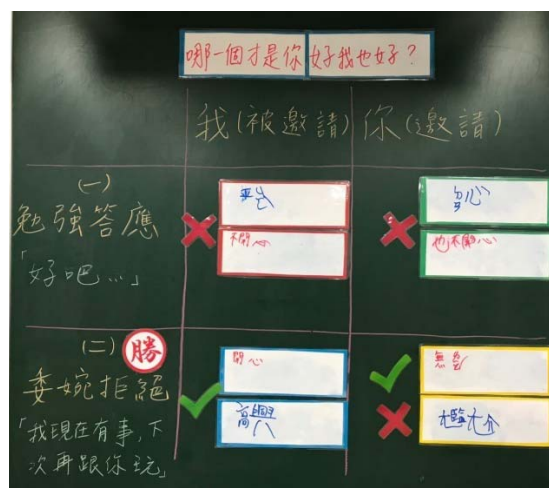 哪一個才是你好我也好？
我(被邀請) 你(邀請)
(一)
勉強答應
「好吧...」
不開心
也不開心
(二) 勝
委婉拒絕
「我現在有事，下
次再跟你玩」
開心
高興
尷尬